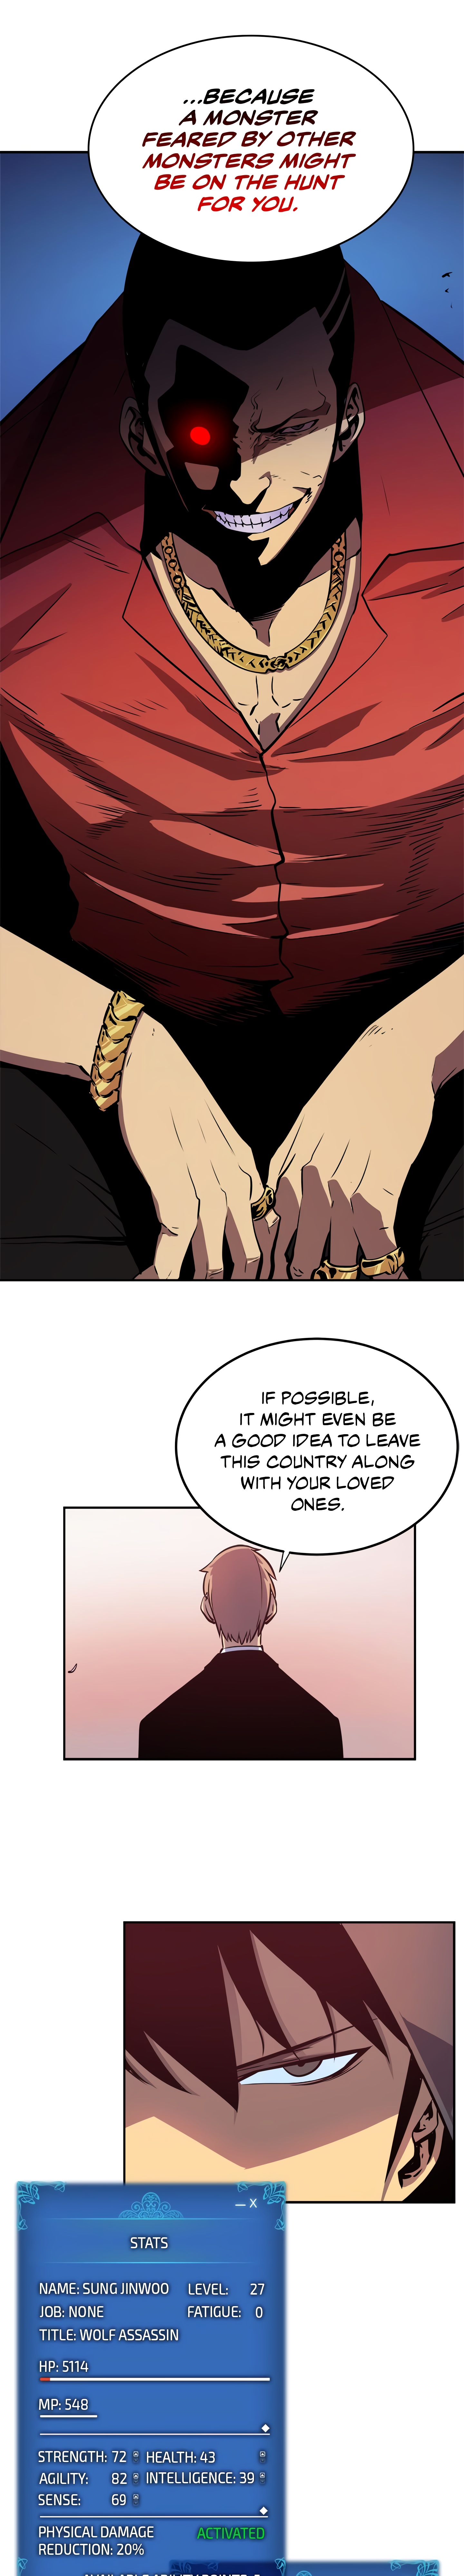 ...BECAUSE
A MONSTER
FEARED BY OTHER
MONSTERS MIGHT
BE ON THE HUNT
FOR YOU.
IF POSSIBLE,
IT MIGHT EVEN BE
A GOOD IDEA TO LEAVE
THIS COUNTRY ALONG
WITH YOUR LOVED
ONES.
— X
STATS
NAME: SUNG JINWOO LEVEL: 27
JOB: NONE FATIGUE: 0
TITLE: WOLF ASSASSIN
HP: 5114
MP: 548
STRENGTH: 72 HEALTH: 43
AGILITY: 82 INTELLIGENCE: 39
SENSE: 69
PHYSICAL DAMAGE ACTIVATED
REDUCTION: 20%